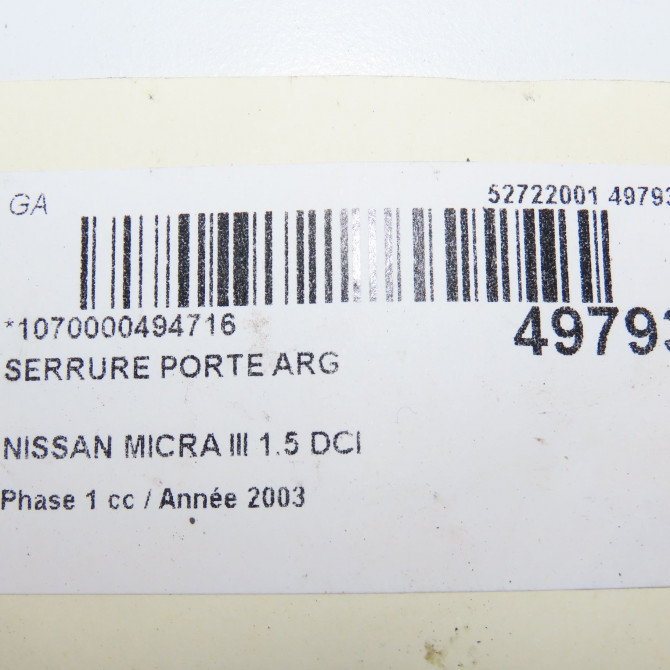 GA
52722001 49793
*1070000494716
49793
SERRURE PORTE ARG
NISSAN MICRA III 1.5 DCI
Phase 1 cc / Année 2003